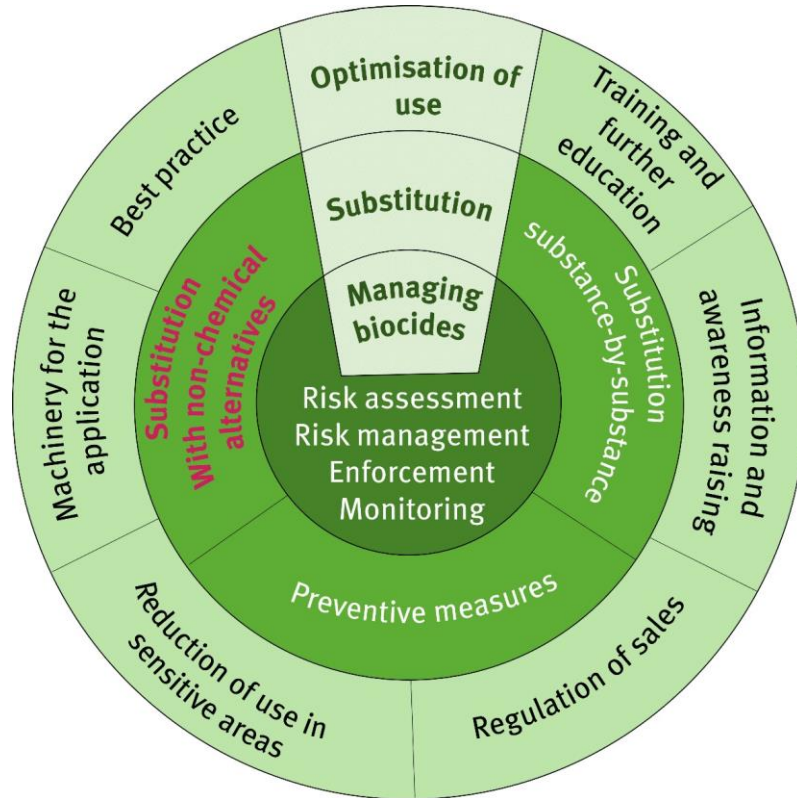 Optimisation of
use
Substitution
Managing
biocides
Risk assessment
Risk management
Enforcement
Monitoring
Substitution
With non-chemical
alternatives
Substitution
substance-by-substance
Preventive measures
Best practice
Training and
further
education
Information and
awareness raising
Regulation of sales
Reduction of use in
sensitive areas
Machinery for the
application